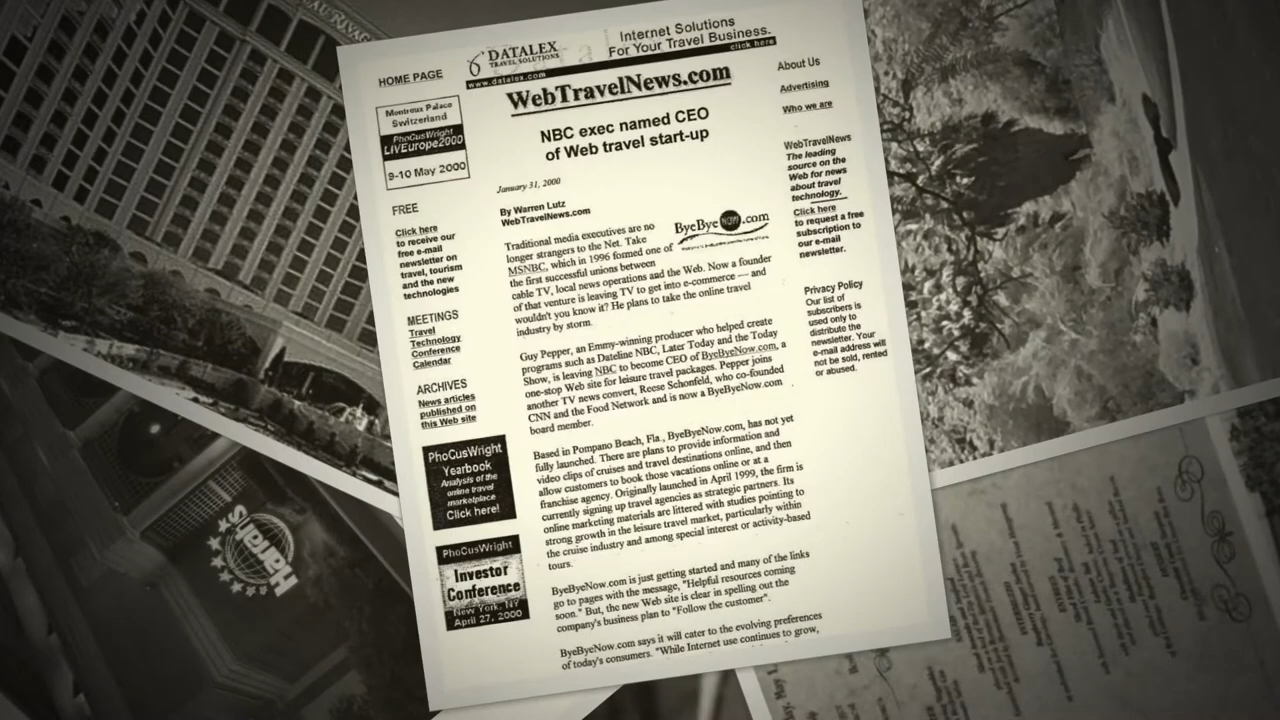 EAU RIVAG
DATALEX
TRAVEL SOLUTIONS
www.datalex.com
Internet Solutions
For Your Travel Business.
click here
HOME PAGE
Montreux Palace
Switzerland
PhoCusWright
LIVEurope2000
9-10 May 2000
FREE
Click here
to receive our
free e-mail
newsletter on
travel, tourism
and the new
technologies
MEETINGS
Travel
Technology
Conference
Calendar
ARCHIVES
News articles
published on
this Web site
PhoCusWright
Yearbook
Analysis of the
online travel
marketplace
Click here!
PhoCusWright
Investor
Conference
New York, NY
April 27, 2000
WebTravelNews.com
NBC exec named CEO
of Web travel start-up
January 31, 2000
By Warren Lutz
WebTravelNews.com
ByeBye NOW.com
Traditional media executives are no
longer strangers to the Net. Take
MSNBC, which in 1996 formed one of
the first successful unions between
cable TV, local news operations and the Web. Now a founder
of that venture is leaving TV to get into e-commerce — and
wouldn't you know it? He plans to take the online travel
industry by storm.
Guy Pepper, an Emmy-winning producer who helped create
programs such as Dateline NBC, Later Today and the Today
Show, is leaving NBC to become CEO of ByeByeNow.com, a
one-stop Web site for leisure travel packages. Pepper joins
another TV news convert, Reese Schonfeld, who co-founded
CNN and the Food Network and is now a ByeByeNow.com
board member.
Based in Pompano Beach, Fla., ByeByeNow.com, has not yet
fully launched. There are plans to provide information and
video clips of cruises and travel destinations online, and then
allow customers to book those vacations online or at a
franchise agency. Originally launched in April 1999, the firm is
currently signing up travel agencies as strategic partners. Its
online marketing materials are littered with studies pointing to
strong growth in the leisure travel market, particularly within
the cruise industry and among special interest or activity-based
tours.
ByeByeNow.com is just getting started and many of the links
go to pages with the message, "Helpful resources coming
soon." But, the new Web site is clear in spelling out the
company's business plan to "Follow the customer".
ByeByeNow.com says it will cater to the evolving preferences
of today's consumers. "While Internet use continues to grow,
About Us
Advertising
Who we are
WebTravelNews
The leading
source on the
Web for news
about travel
technology.
Click here
to request a free
subscription to
our e-mail
newsletter.
Privacy Policy
Our list of
subscribers is
used only to
distribute the
newsletter. Your
e-mail address will
not be sold, rented
or abused.
Harrah's